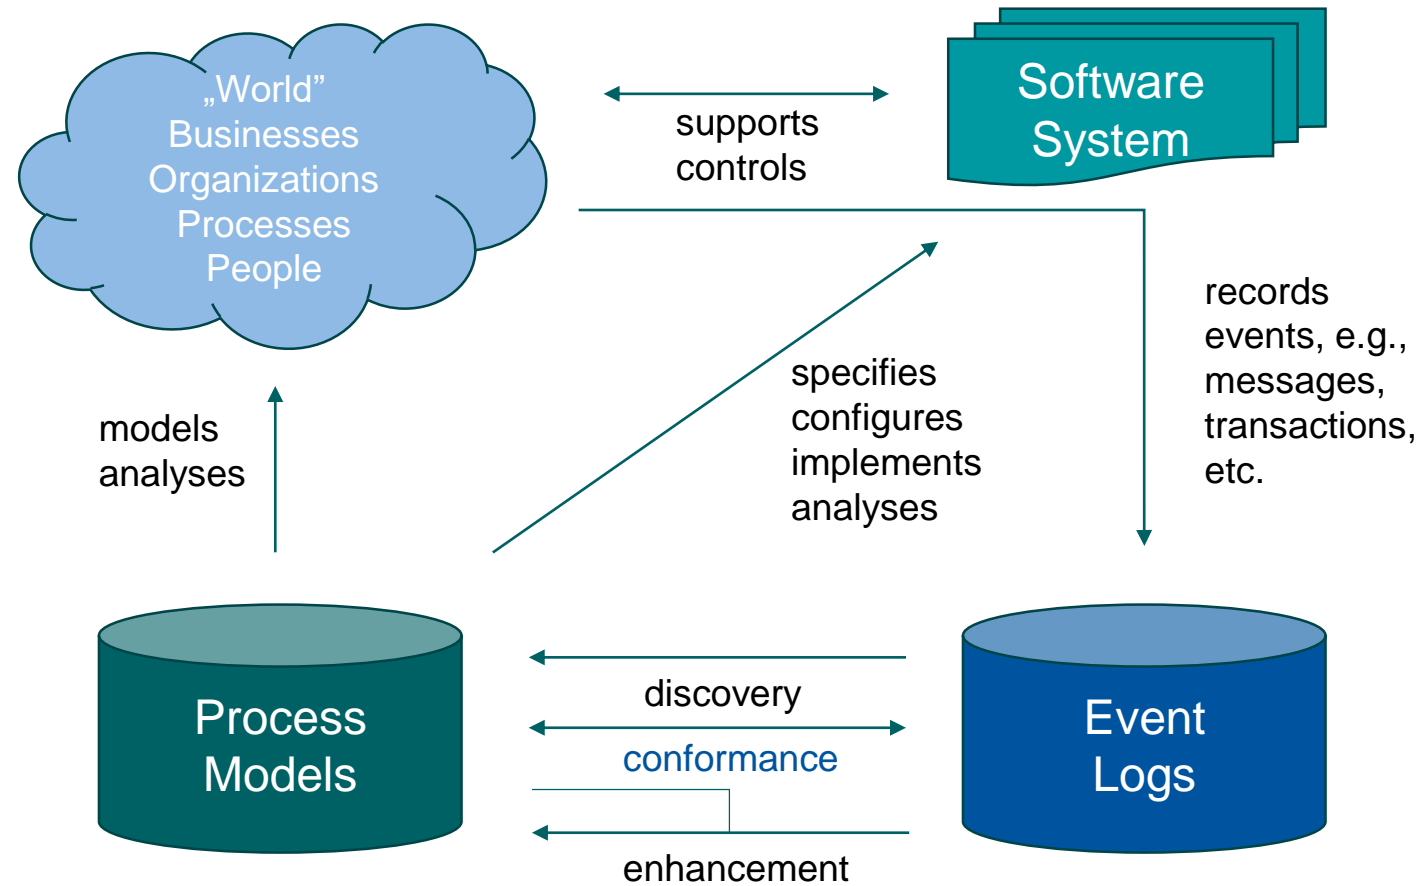 „World”
Businesses
Organizations
Processes
People
supports
controls
Software
System
records
events, e.g.,
messages,
transactions,
etc.
specifies
configures
implements
analyses
models
analyses
Process
Models
discovery
conformance
enhancement
Event
Logs